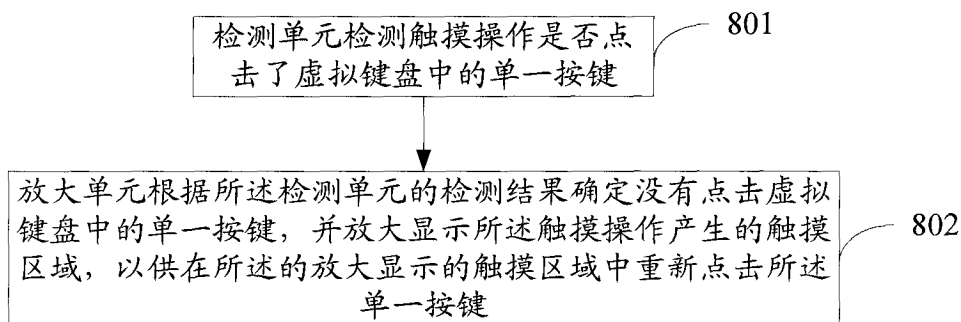 检测单元检测触摸操作是否点
击了虚拟键盘中的单一按键
801
放大单元根据所述检测单元的检测结果确定没有点击虚拟
键盘中的单一按键，并放大显示所述触摸操作产生的触摸
区域，以供在所述的放大显示的触摸区域中重新点击所述
单一按键
802